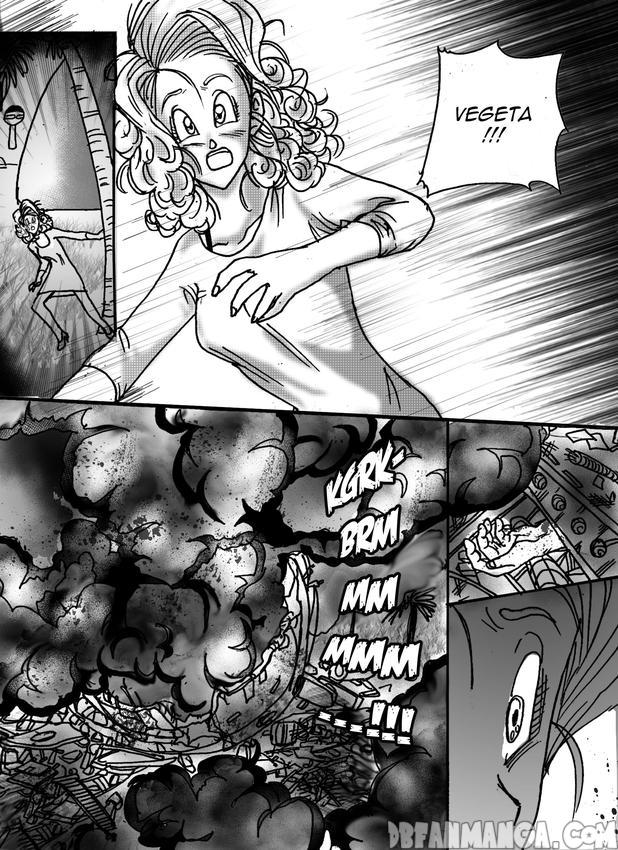 VEGETA
!!!
KGRK-
BRM
MM
MMM
------!!!
DBFANMANGA.COM